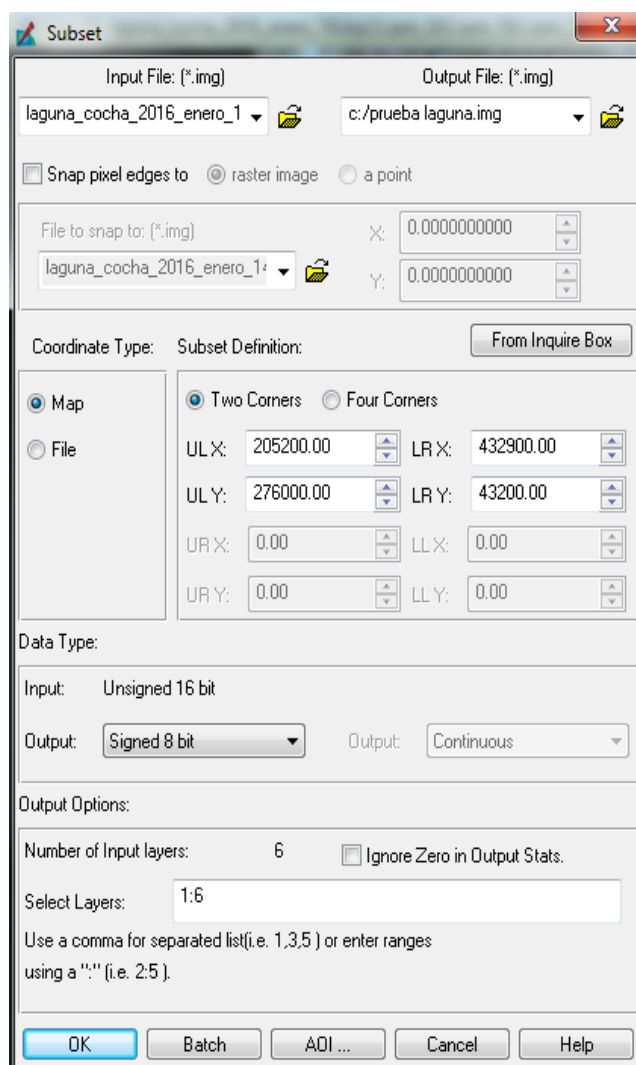 Subset
Input File: (*.img) Output File: (*.img)
laguna_cocha_2016_enero_1 c:/prueba laguna.img
Snap pixel edges to raster image a point
File to snap to: (*.img) X: 0.0000000000
laguna_cocha_2016_enero_14 Y: 0.0000000000
Coordinate Type: Subset Definition: From Inquire Box
Map Two Corners Four Corners
File UL X: 205200.00 LR X: 432900.00
UL Y: 276000.00 LR Y: 43200.00
UR X: 0.00 LL X: 0.00
UR Y: 0.00 LL Y: 0.00
Data Type:
Input: Unsigned 16 bit
Output: Signed 8 bit Output: Continuous
Output Options:
Number of Input layers: 6 Ignore Zero in Output Stats.
Select Layers: 1:6
Use a comma for separated list(i.e. 1,3,5 ) or enter ranges
using a ":" (i.e. 2:5 ).
OK Batch AOI ... Cancel Help